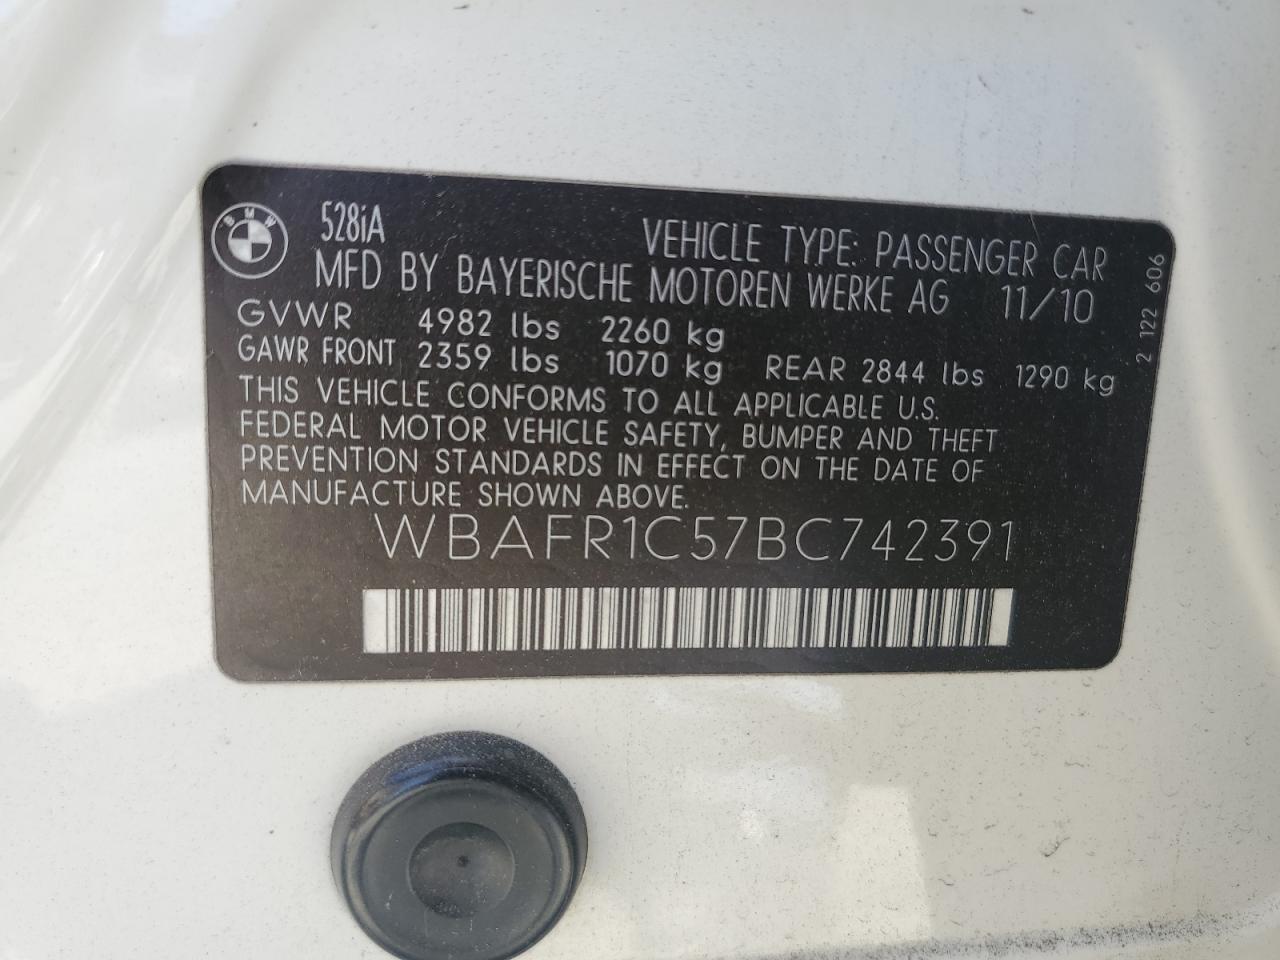 BMW
528iA VEHICLE TYPE: PASSENGER CAR
MFD BY BAYERISCHE MOTOREN WERKE AG 11/10
GVWR 4982 lbs 2260 kg
GAWR FRONT 2359 lbs 1070 kg REAR 2844 lbs 1290 kg
THIS VEHICLE CONFORMS TO ALL APPLICABLE U.S.
FEDERAL MOTOR VEHICLE SAFETY, BUMPER AND THEFT
PREVENTION STANDARDS IN EFFECT ON THE DATE OF
MANUFACTURE SHOWN ABOVE.
WBAFR1C57BC742391
2 122 606